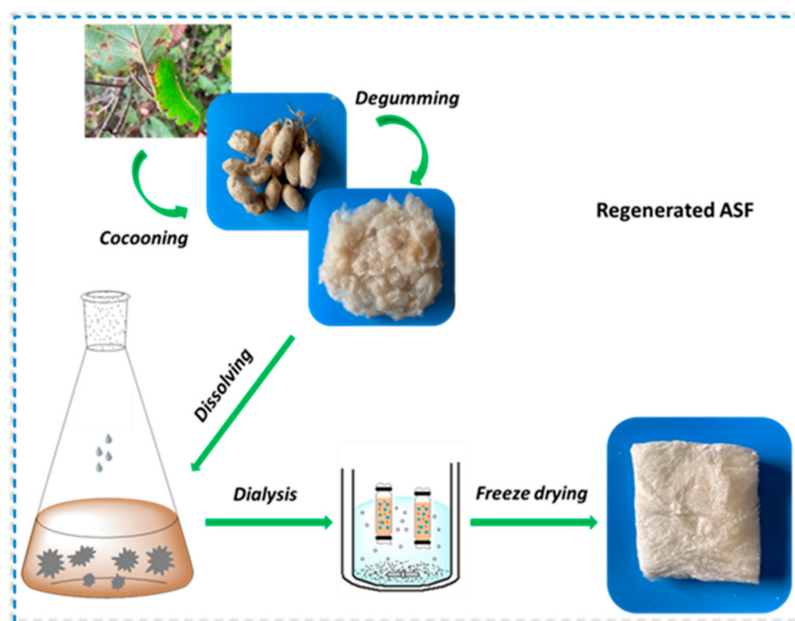 Degumming
Regenerated ASF
Cocooning
Dissolving
Dialysis
Freeze drying